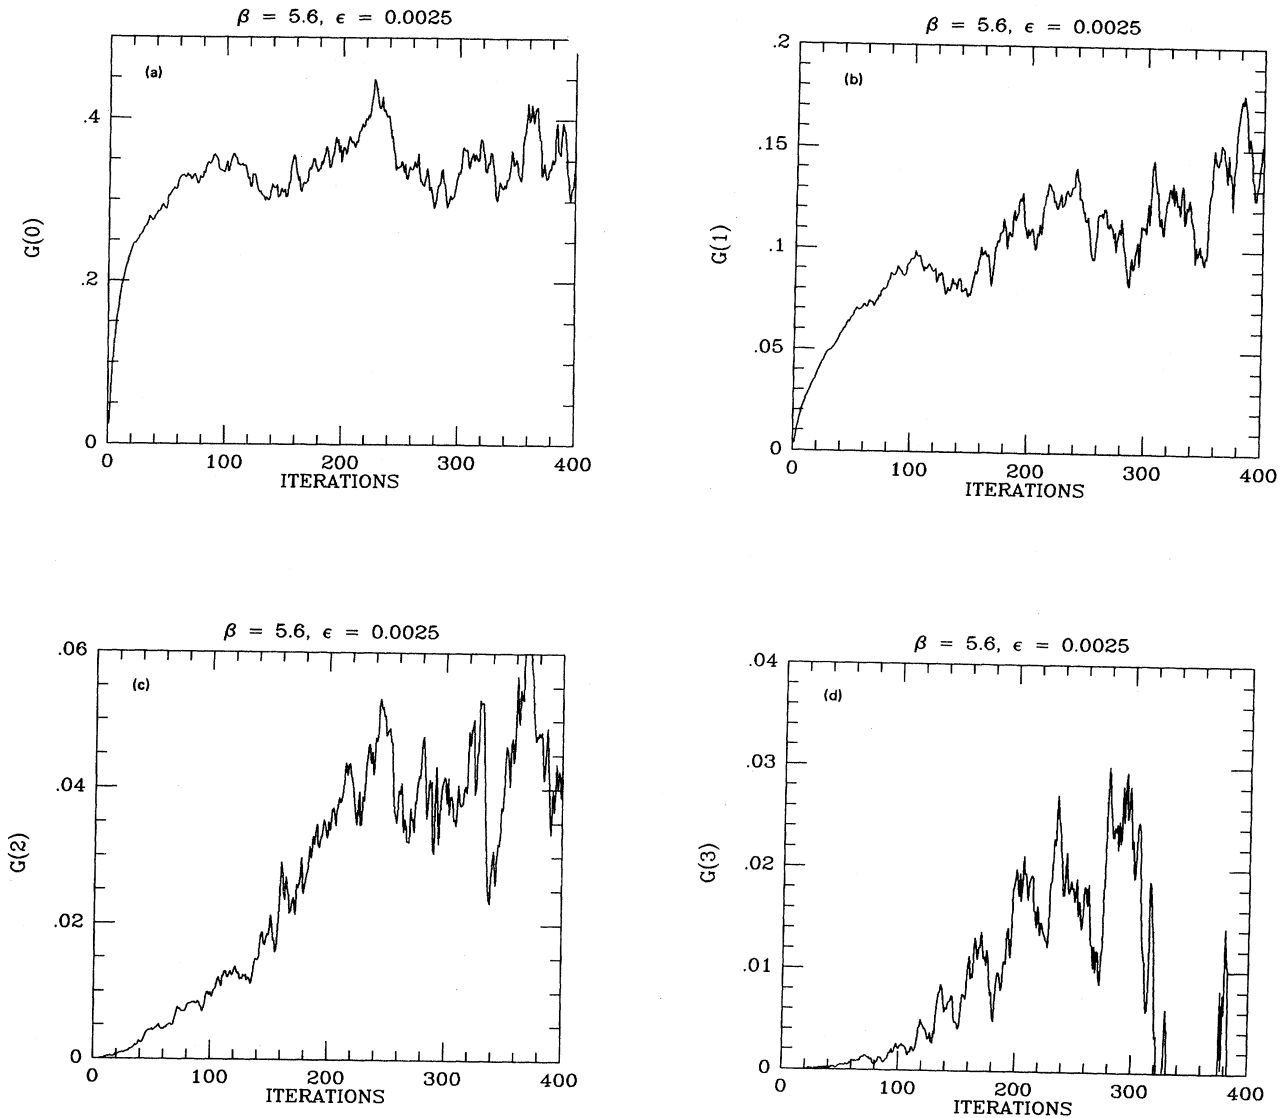 β = 5.6, ε = 0.0025
(a)
.4
.2
0
G(0)
0 100 200 300 400
ITERATIONS
β = 5.6, ε = 0.0025
(b)
.2
.15
.1
.05
0
G(1)
0 100 200 300 400
ITERATIONS
β = 5.6, ε = 0.0025
(c)
.06
.04
.02
0
G(2)
0 100 200 300 400
ITERATIONS
β = 5.6, ε = 0.0025
(d)
.04
.03
.02
.01
0
G(3)
0 100 200 300 400
ITERATIONS